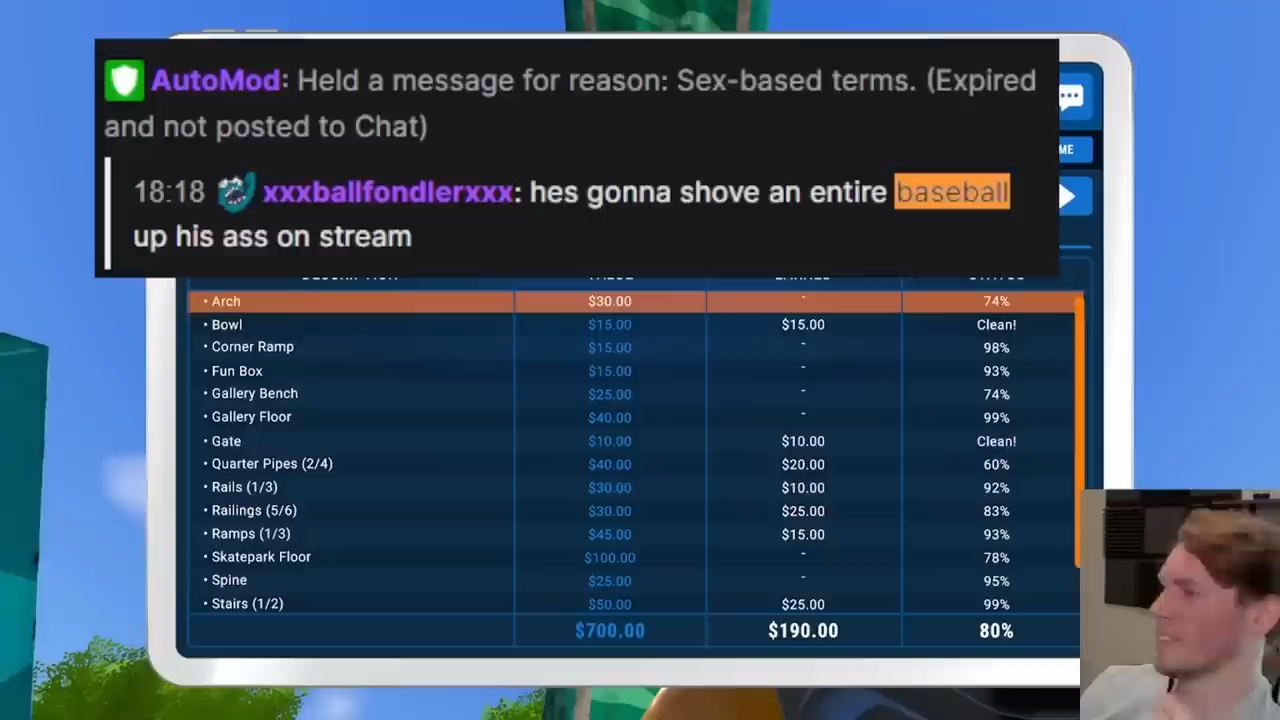 AutoMod: Held a message for reason: Sex-based terms. (Expired
and not posted to Chat)
18:18 xxxballfondlerxxx: hes gonna shove an entire baseball
up his ass on stream
ME
• Arch $30.00 - 74%
• Bowl $15.00 $15.00 Clean!
• Corner Ramp $15.00 - 98%
• Fun Box $15.00 - 93%
• Gallery Bench $25.00 - 74%
• Gallery Floor $40.00 - 99%
• Gate $10.00 $10.00 Clean!
• Quarter Pipes (2/4) $40.00 $20.00 60%
• Rails (1/3) $30.00 $10.00 92%
• Railings (5/6) $30.00 $25.00 83%
• Ramps (1/3) $45.00 $15.00 93%
• Skatepark Floor $100.00 - 78%
• Spine $25.00 - 95%
• Stairs (1/2) $50.00 $25.00 99%
$700.00 $190.00 80%